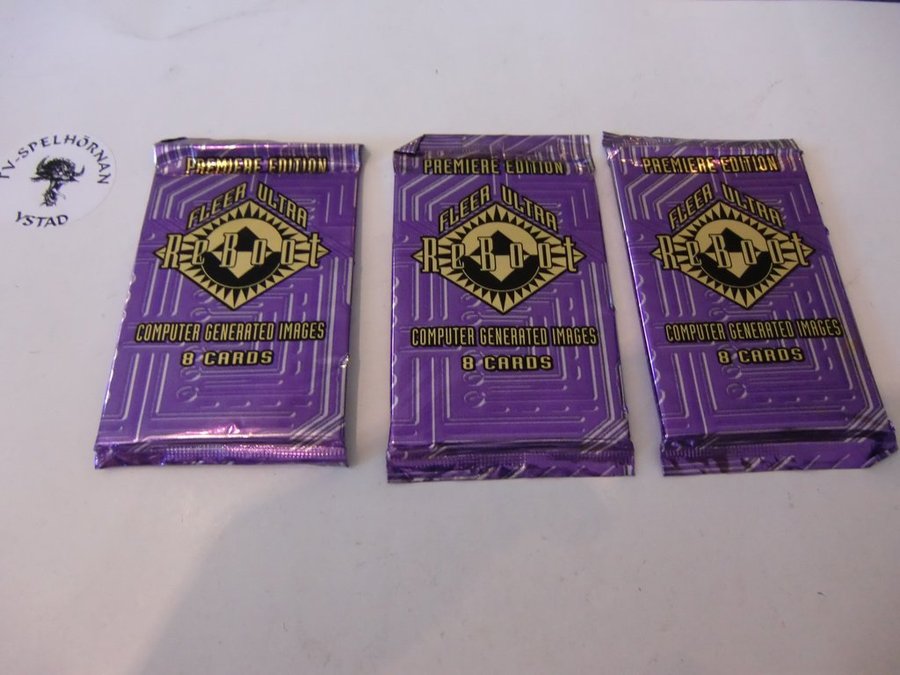 TV-SPELHÖRNAN
YSTAD
PREMIERE EDITION
FLEER ULTRA
ReBoot
COMPUTER GENERATED IMAGES
8 CARDS
PREMIERE EDITION
FLEER ULTRA
ReBoot
COMPUTER GENERATED IMAGES
8 CARDS
PREMIERE EDITION
FLEER ULTRA
ReBoot
COMPUTER GENERATED IMAGES
8 CARDS